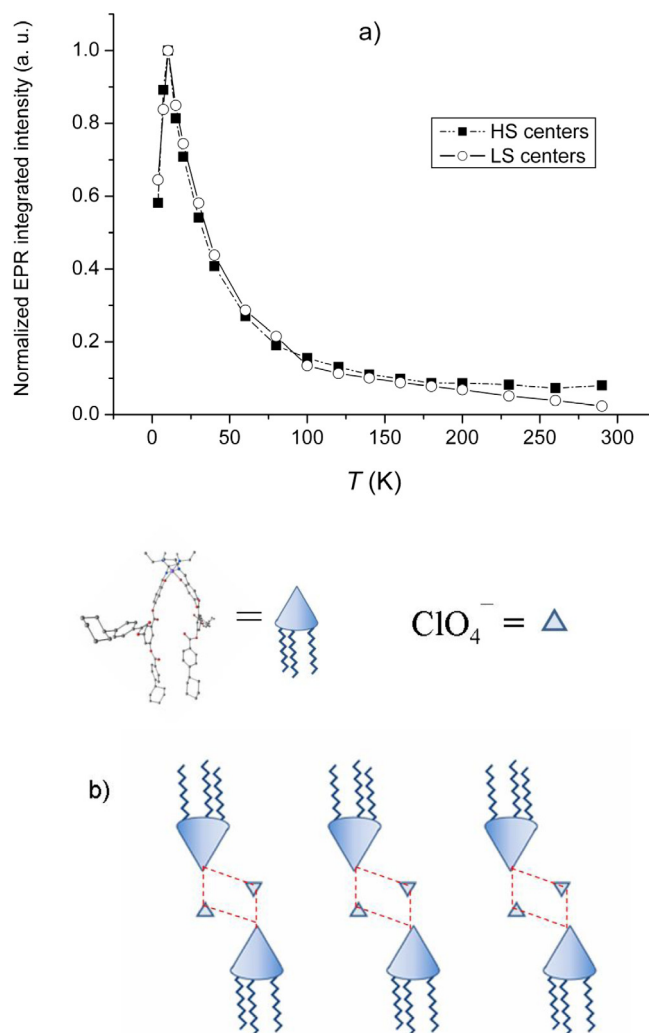 a)
Normalized EPR integrated intensity (a. u.)
1.0
0.8
0.6
0.4
0.2
0.0
HS centers
LS centers
0 50 100 150 200 250 300
T (K)
= ClO₄⁻ =
b)